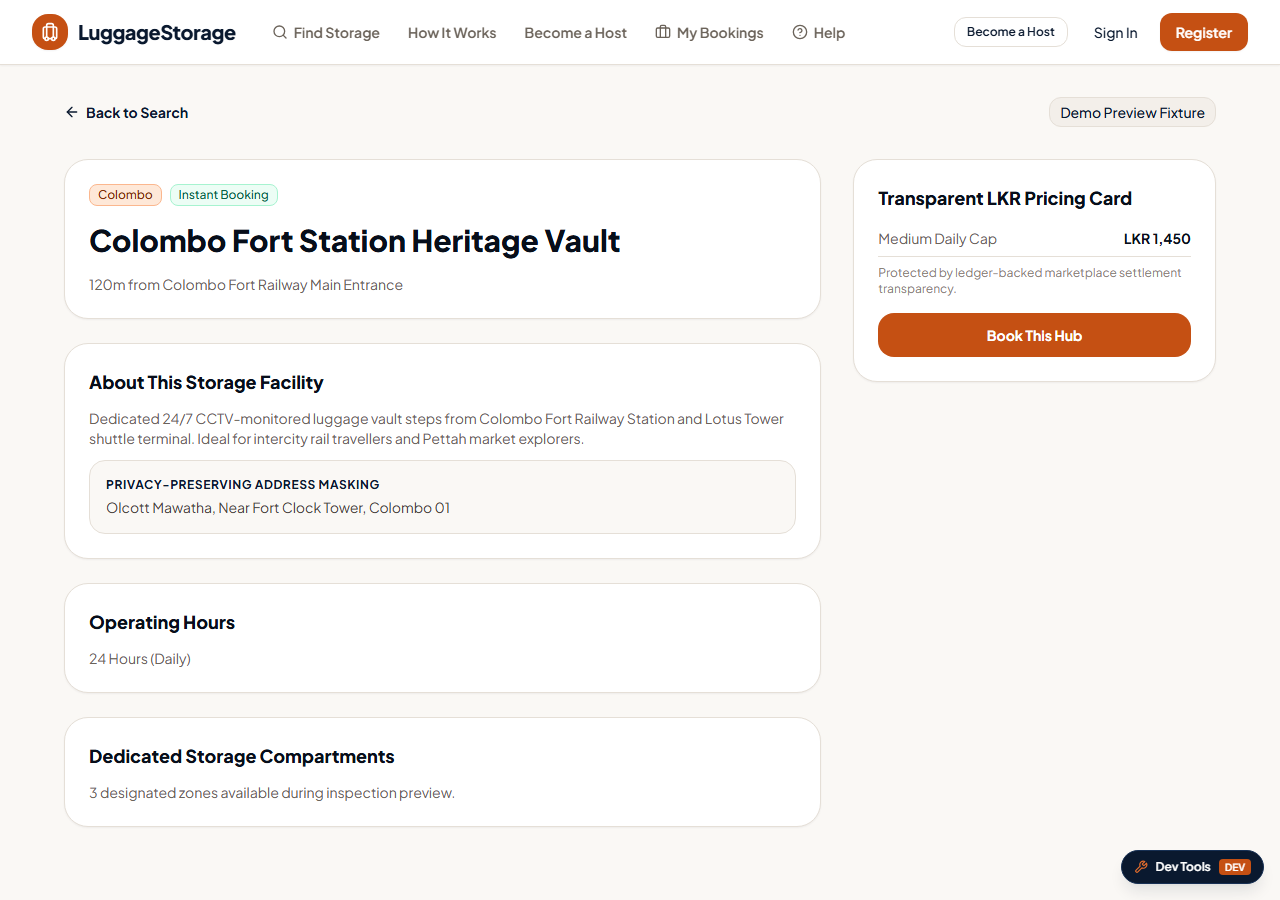 LuggageStorage
Find Storage
How It Works
Become a Host
My Bookings
Help
Become a Host
Sign In
Register
Back to Search
Demo Preview Fixture
Colombo
Instant Booking
Colombo Fort Station Heritage Vault
120m from Colombo Fort Railway Main Entrance
About This Storage Facility
Dedicated 24/7 CCTV-monitored luggage vault steps from Colombo Fort Railway Station and Lotus Tower
shuttle terminal. Ideal for intercity rail travellers and Pettah market explorers.
PRIVACY-PRESERVING ADDRESS MASKING
Olcott Mawatha, Near Fort Clock Tower, Colombo 01
Operating Hours
24 Hours (Daily)
Dedicated Storage Compartments
3 designated zones available during inspection preview.
Transparent LKR Pricing Card
Medium Daily Cap
LKR 1,450
Protected by ledger-backed marketplace settlement
transparency.
Book This Hub
Dev Tools
DEV